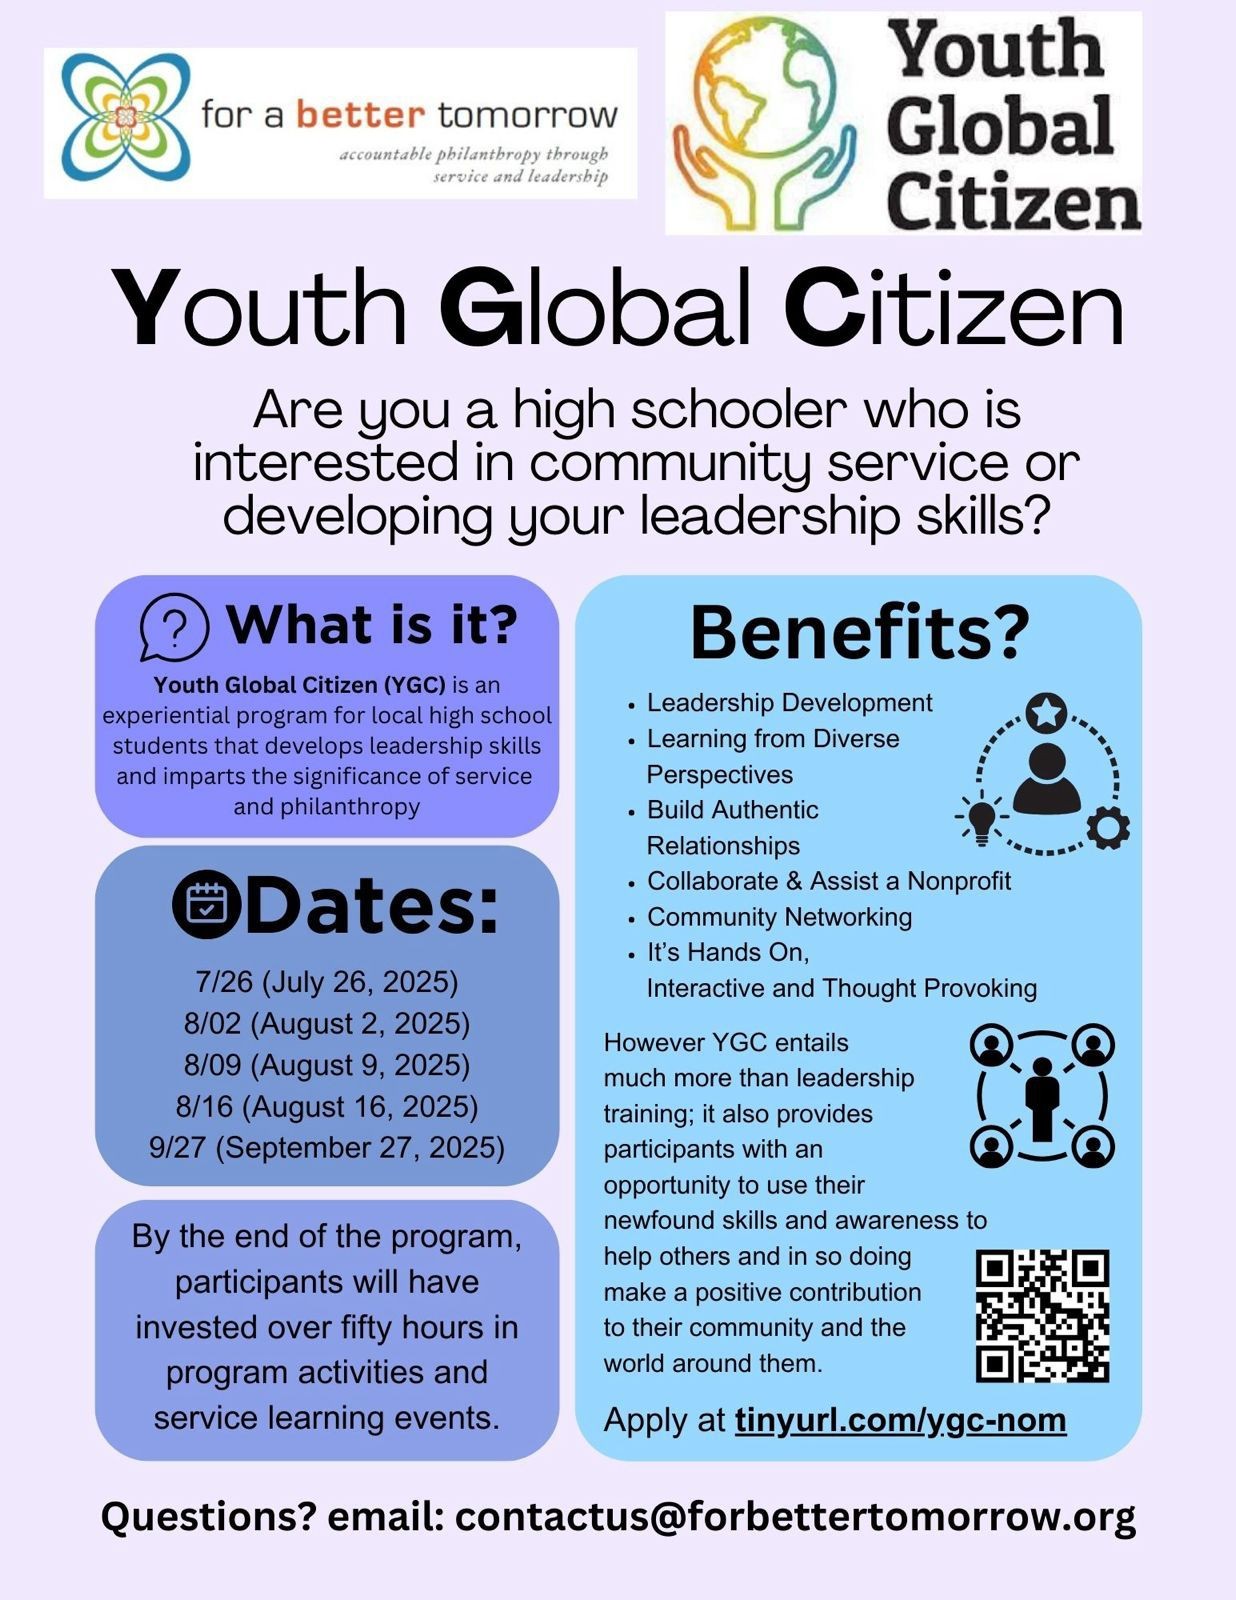 for a better tomorrow
accountable philanthropy through
service and leadership
Youth
Global
Citizen
Youth Global Citizen
Are you a high schooler who is
interested in community service or
developing your leadership skills?
What is it?
Youth Global Citizen (YGC) is an
experiential program for local high school
students that develops leadership skills
and imparts the significance of service
and philanthropy
Dates:
7/26 (July 26, 2025)
8/02 (August 2, 2025)
8/09 (August 9, 2025)
8/16 (August 16, 2025)
9/27 (September 27, 2025)
By the end of the program,
participants will have
invested over fifty hours in
program activities and
service learning events.
Benefits?
• Leadership Development
• Learning from Diverse
Perspectives
• Build Authentic
Relationships
• Collaborate & Assist a Nonprofit
• Community Networking
• It's Hands On,
Interactive and Thought Provoking
However YGC entails
much more than leadership
training; it also provides
participants with an
opportunity to use their
newfound skills and awareness to
help others and in so doing
make a positive contribution
to their community and the
world around them.
Apply at tinyurl.com/ygc-nom
Questions? email: contactus@forbettertomorrow.org